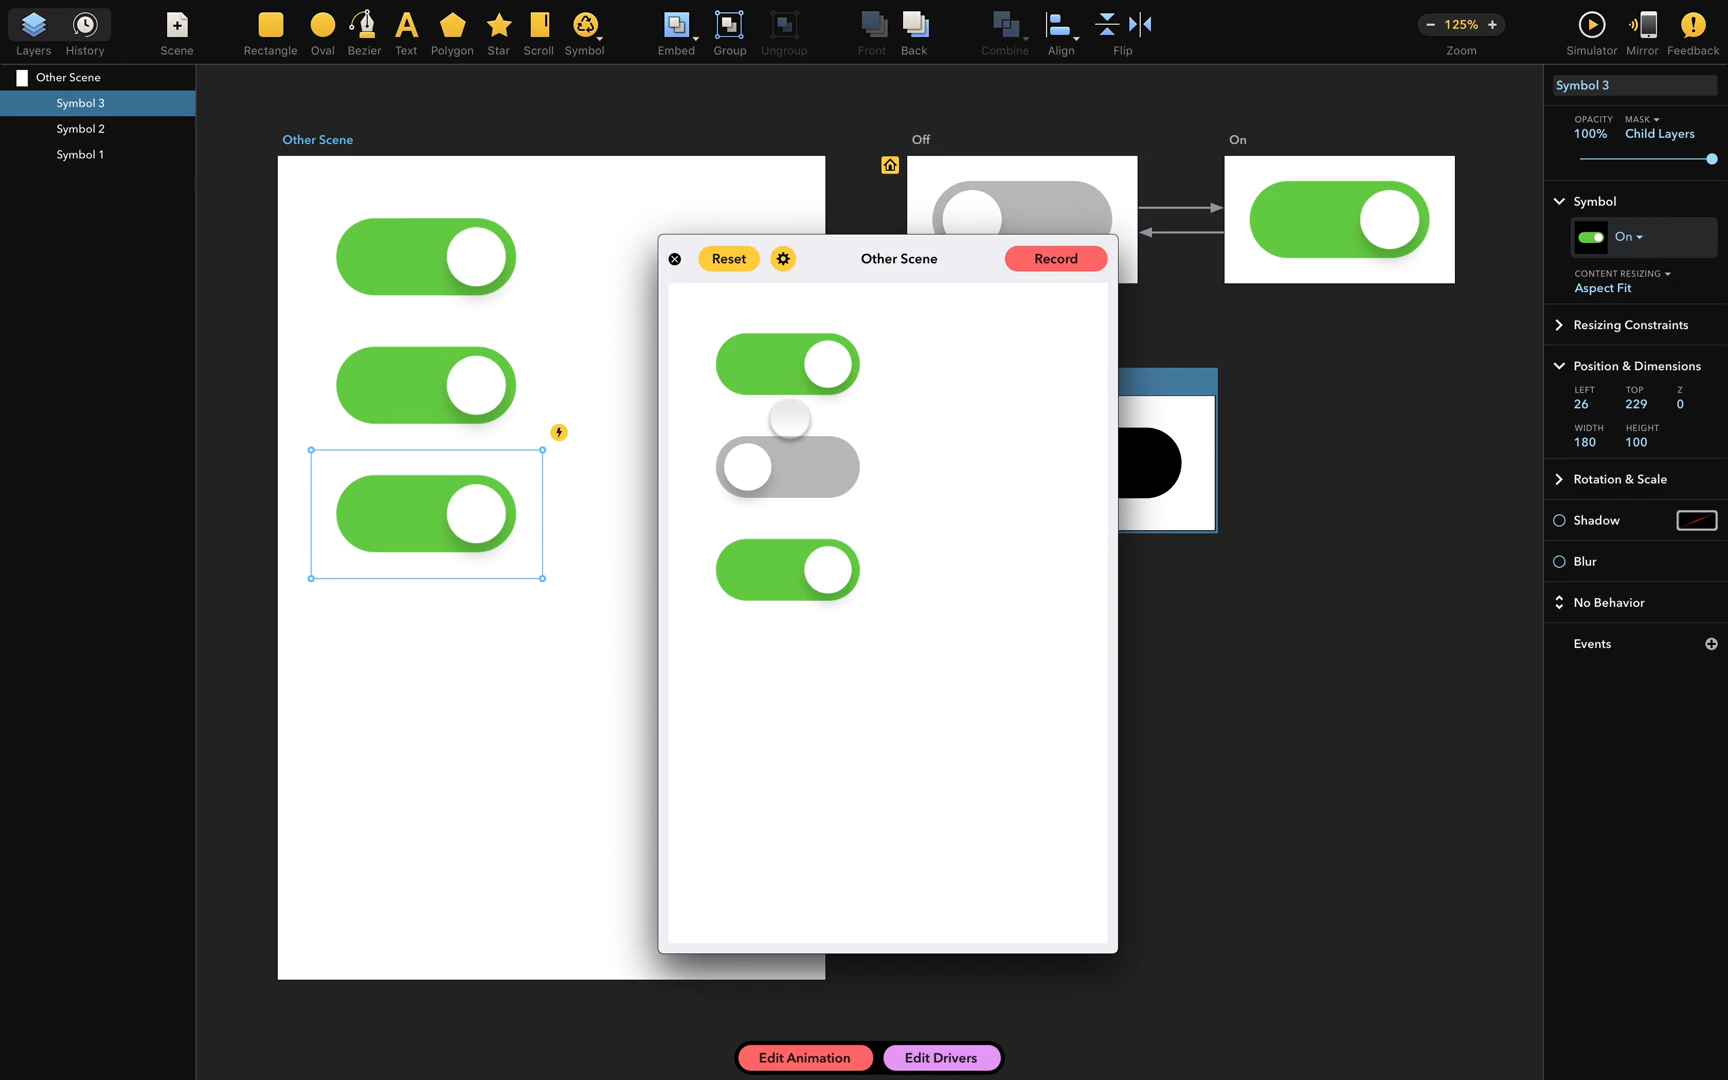 Layers
History
Scene
Rectangle
Oval
Bezier
Text
Polygon
Star
Scroll
Symbol
Embed
Group
Ungroup
Front
Back
Combine
Align
Flip
− 125% +
Zoom
Simulator
Mirror
Feedback
Other Scene
Symbol 3
Symbol 2
Symbol 1
Other Scene
Off
On
Reset
Other Scene
Record
Edit Animation
Edit Drivers
Symbol 3
OPACITY
100%
MASK
Child Layers
Symbol
On
CONTENT RESIZING
Aspect Fit
Resizing Constraints
Position & Dimensions
LEFT TOP Z
26 229 0
WIDTH HEIGHT
180 100
Rotation & Scale
Shadow
Blur
No Behavior
Events